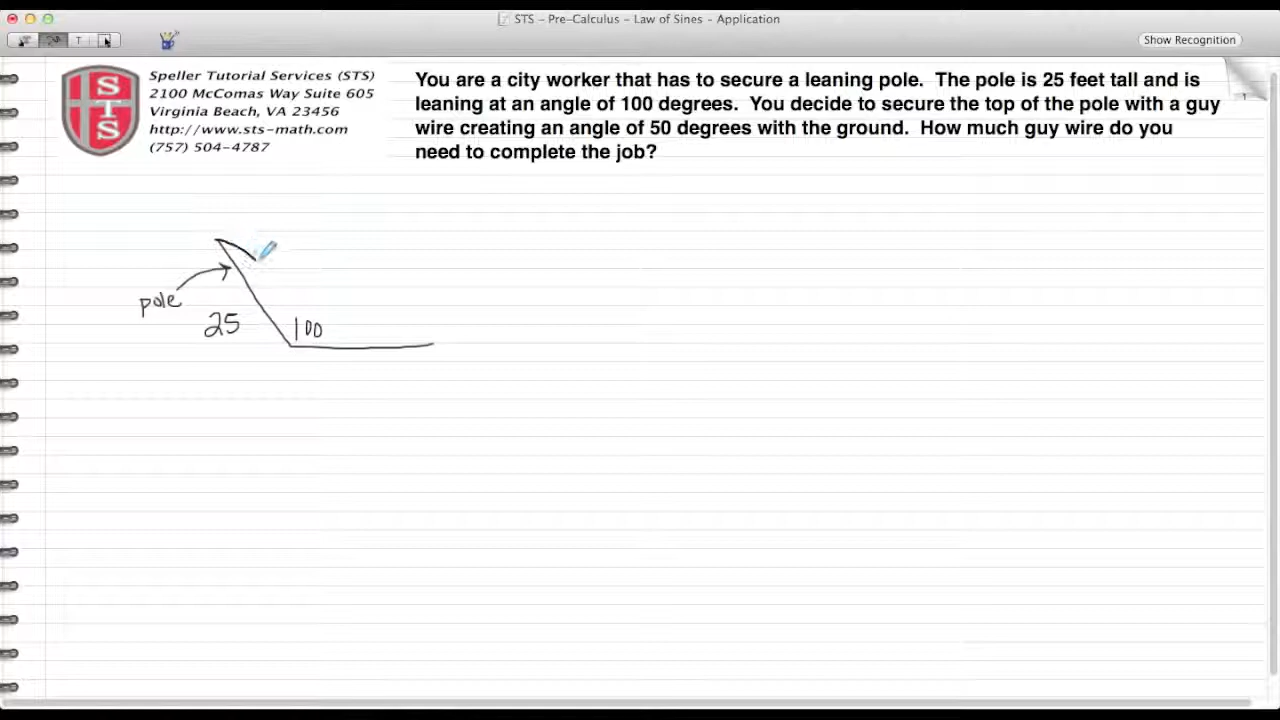 STS - Pre-Calculus - Law of Sines - Application
T
Show Recognition
STS
Speller Tutorial Services (STS)
2100 McComas Way Suite 605
Virginia Beach, VA 23456
http://www.sts-math.com
(757) 504-4787
You are a city worker that has to secure a leaning pole. The pole is 25 feet tall and is
leaning at an angle of 100 degrees. You decide to secure the top of the pole with a guy
wire creating an angle of 50 degrees with the ground. How much guy wire do you
need to complete the job?
1
pole
25
100